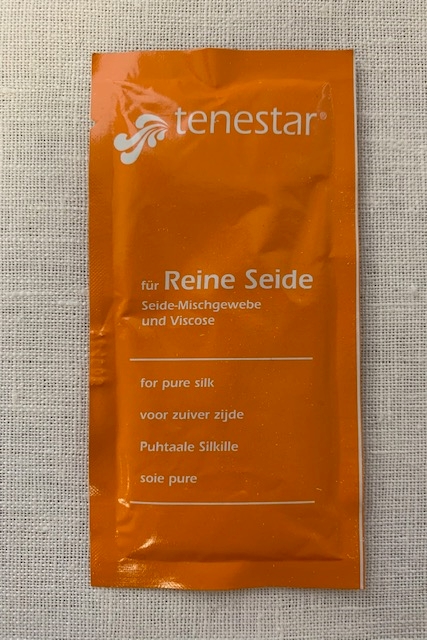 tenestar®
für Reine Seide
Seide-Mischgewebe
und Viscose
for pure silk
voor zuiver zijde
Puhtaale Silkille
soie pure